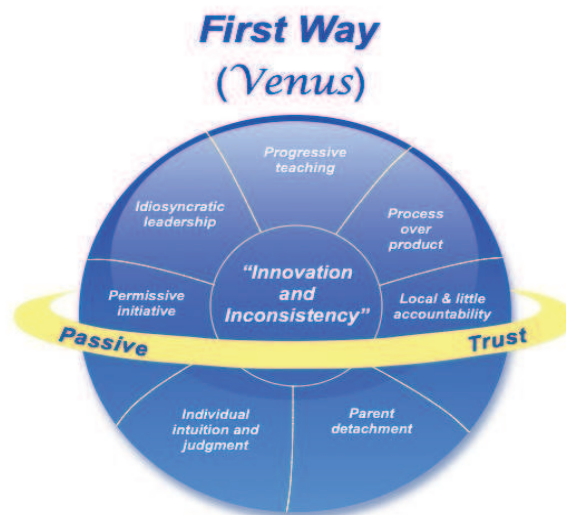 First Way
(Venus)
Progressive
teaching
Idiosyncratic
leadership
Process
over
product
"Innovation
and
Inconsistency"
Permissive
initiative
Local & little
accountability
Passive
Trust
Individual
intuition and
judgment
Parent
detachment